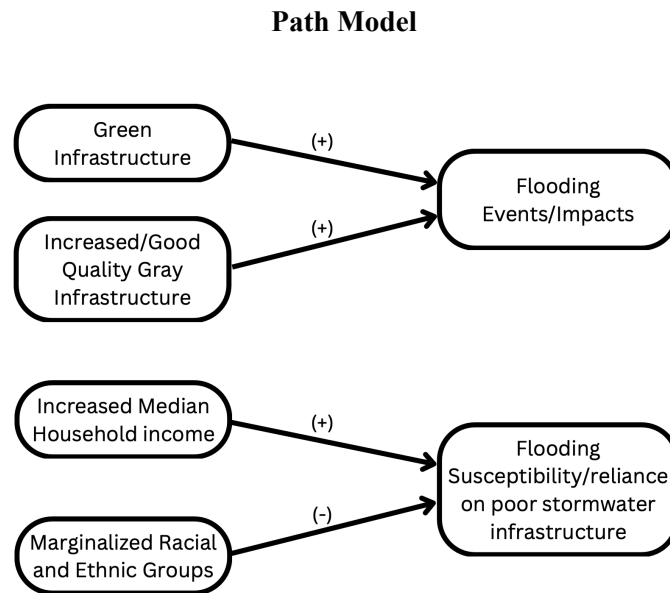 Path Model
Green
Infrastructure
(+)
Flooding
Events/Impacts
(+)
Increased/Good
Quality Gray
Infrastructure
Increased Median
Household income
(+)
Flooding
Susceptibility/reliance
on poor stormwater
infrastructure
(-)
Marginalized Racial
and Ethnic Groups